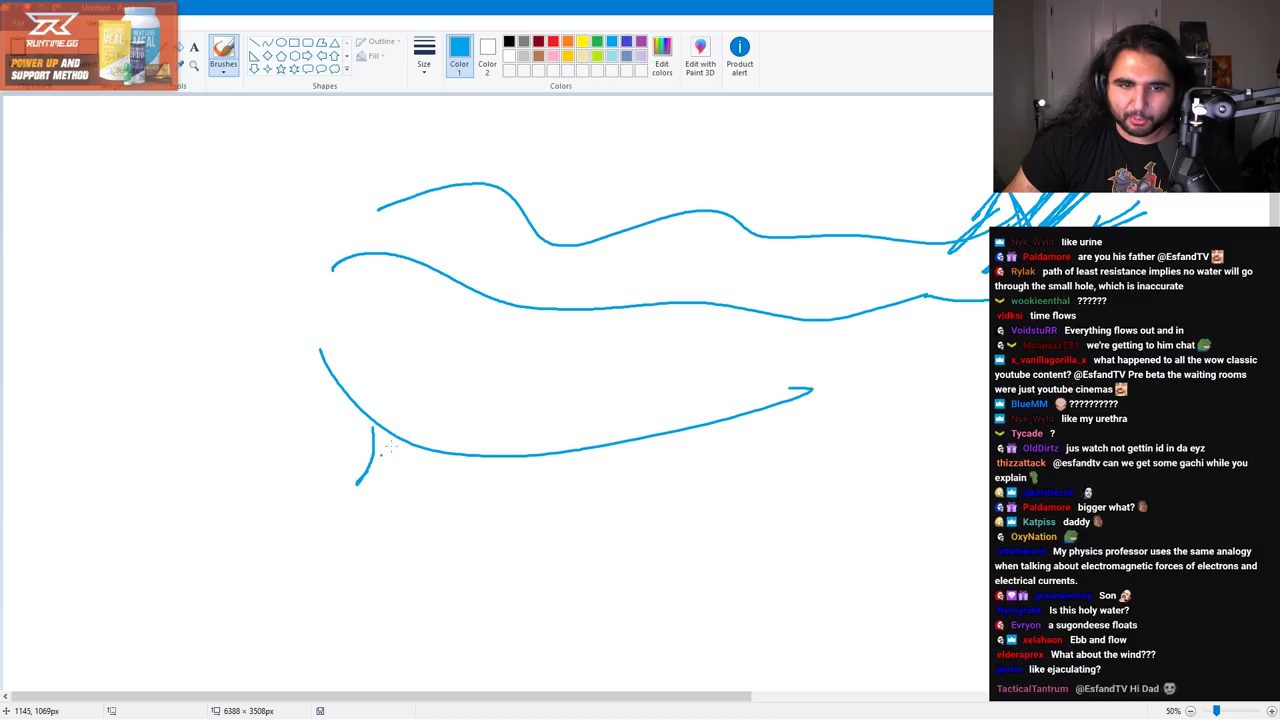 Untitled - Paint
RUNTIME.GG
POWER UP AND
SUPPORT METHOD
MEAL
A
Brushes
Shapes
Outline
Fill
Size
Color
1
Color
2
Edit
colors
Edit with
Paint 3D
Product
alert
Colors
like urine
Paldamore are you his father @EsfandTV
Rylak path of least resistance implies no water will go
through the small hole, which is inaccurate
wookieenthal ??????
vldksi time flows
VoidstuRR Everything flows out and in
we're getting to him chat
x_vanillagorilla_x what happened to all the wow classic
youtube content? @EsfandTV Pre beta the waiting rooms
were just youtube cinemas
BlueMM ??????????
like my urethra
Tycade ?
OldDirtz jus watch not gettin id in da eyz
thizzattack @esfandtv can we get some gachi while you
explain
Paldamore bigger what?
Katpiss daddy
OxyNation
My physics professor uses the same analogy
when talking about electromagnetic forces of electrons and
electrical currents.
Son
Is this holy water?
Evryon a sugondeese floats
xelahaon Ebb and flow
elderaprex What about the wind???
like ejaculating?
TacticalTantrum @EsfandTV Hi Dad
1145, 1069px
6388 × 3508px
50%